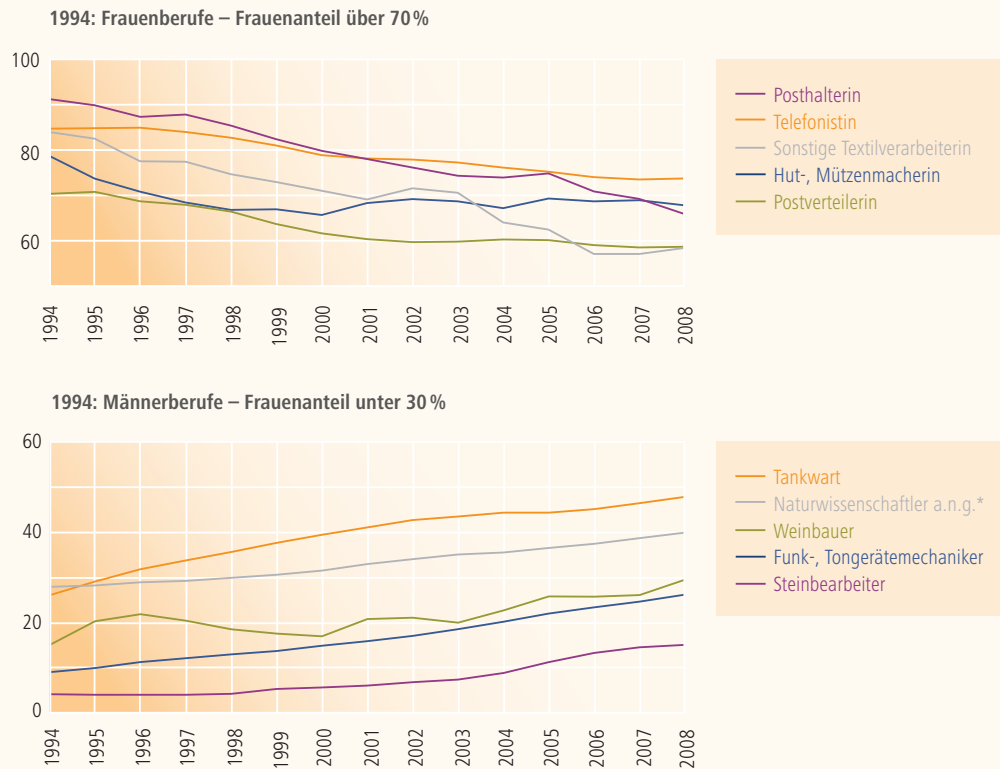 1994: Frauenberufe – Frauenanteil über 70 %
100
80
60
1994 1995 1996 1997 1998 1999 2000 2001 2002 2003 2004 2005 2006 2007 2008
Posthalterin
Telefonistin
Sonstige Textilverarbeiterin
Hut-, Mützenmacherin
Postverteilerin
1994: Männerberufe – Frauenanteil unter 30 %
60
40
20
0
1994 1995 1996 1997 1998 1999 2000 2001 2002 2003 2004 2005 2006 2007 2008
Tankwart
Naturwissenschaftler a.n.g.*
Weinbauer
Funk-, Tongerätemechaniker
Steinbearbeiter